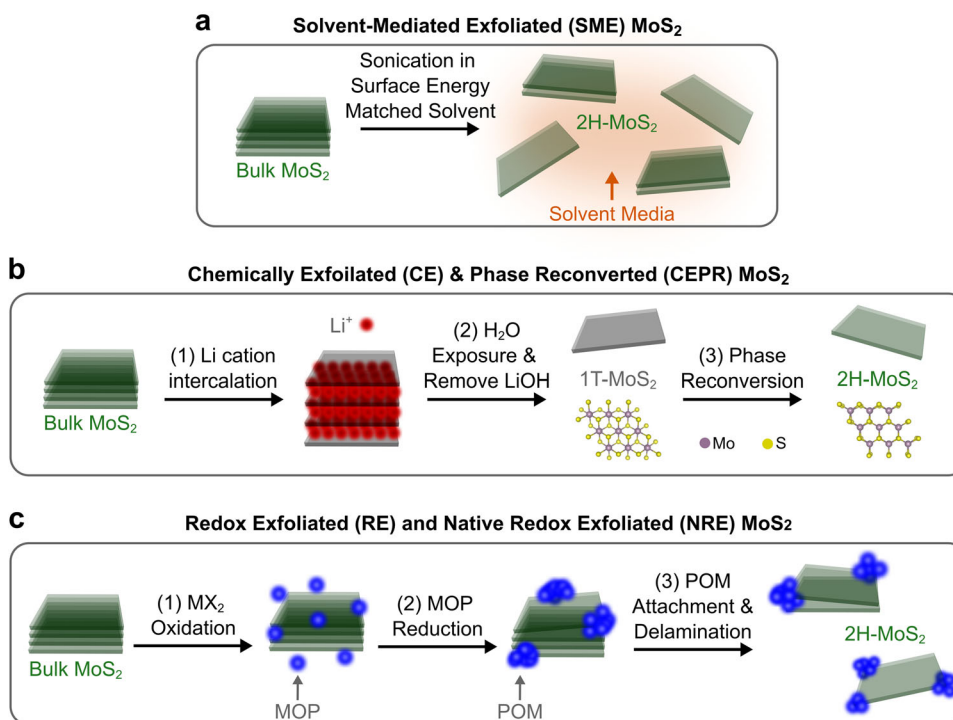 a
Solvent-Mediated Exfoliated (SME) MoS₂
Sonication in
Surface Energy
Matched Solvent
Bulk MoS₂
2H-MoS₂
Solvent Media
b
Chemically Exfoilated (CE) & Phase Reconverted (CEPR) MoS₂
Bulk MoS₂
(1) Li cation
intercalation
Li⁺
(2) H₂O
Exposure &
Remove LiOH
1T-MoS₂
Mo
S
(3) Phase
Reconversion
2H-MoS₂
c
Redox Exfoliated (RE) and Native Redox Exfoliated (NRE) MoS₂
Bulk MoS₂
(1) MX₂
Oxidation
MOP
(2) MOP
Reduction
POM
(3) POM
Attachment &
Delamination
2H-MoS₂